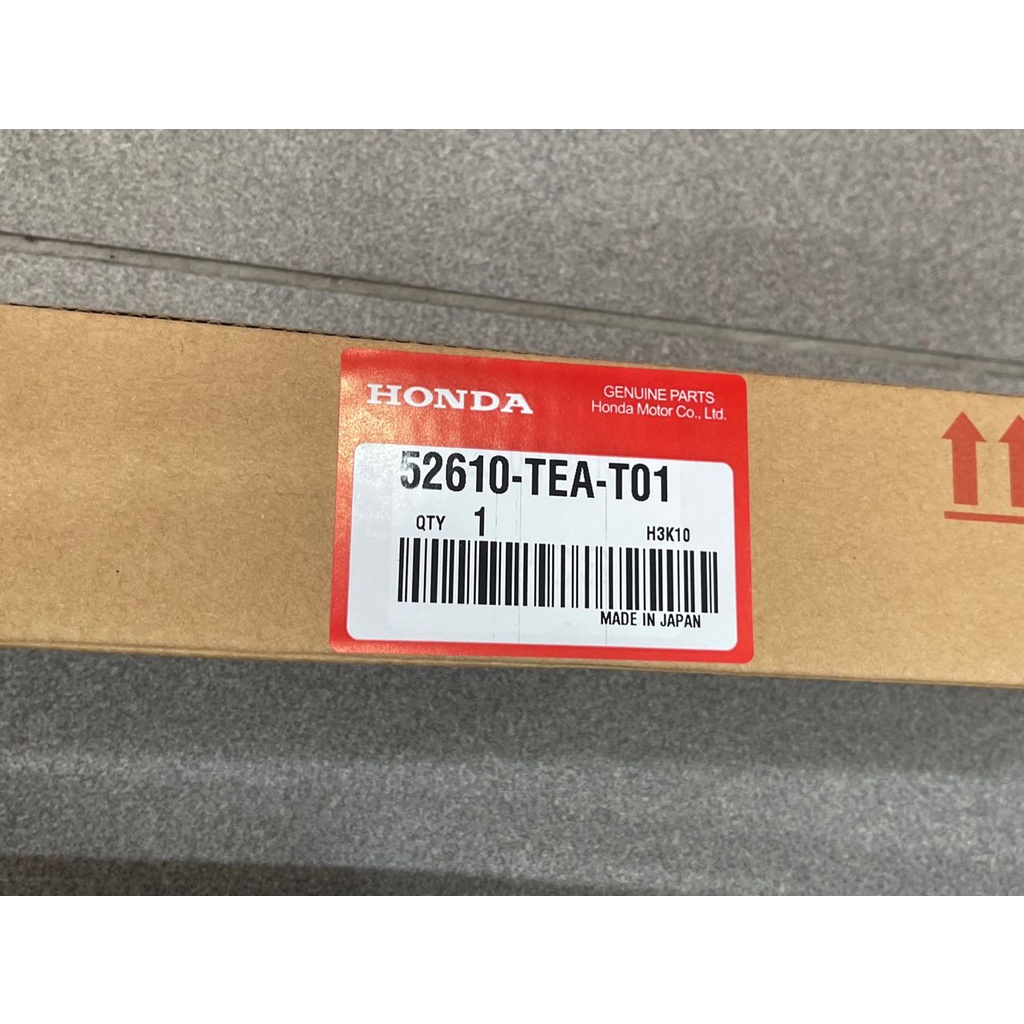 HONDA
GENUINE PARTS
Honda Motor Co., Ltd.
52610-TEA-T01
QTY 1
H3K10
MADE IN JAPAN